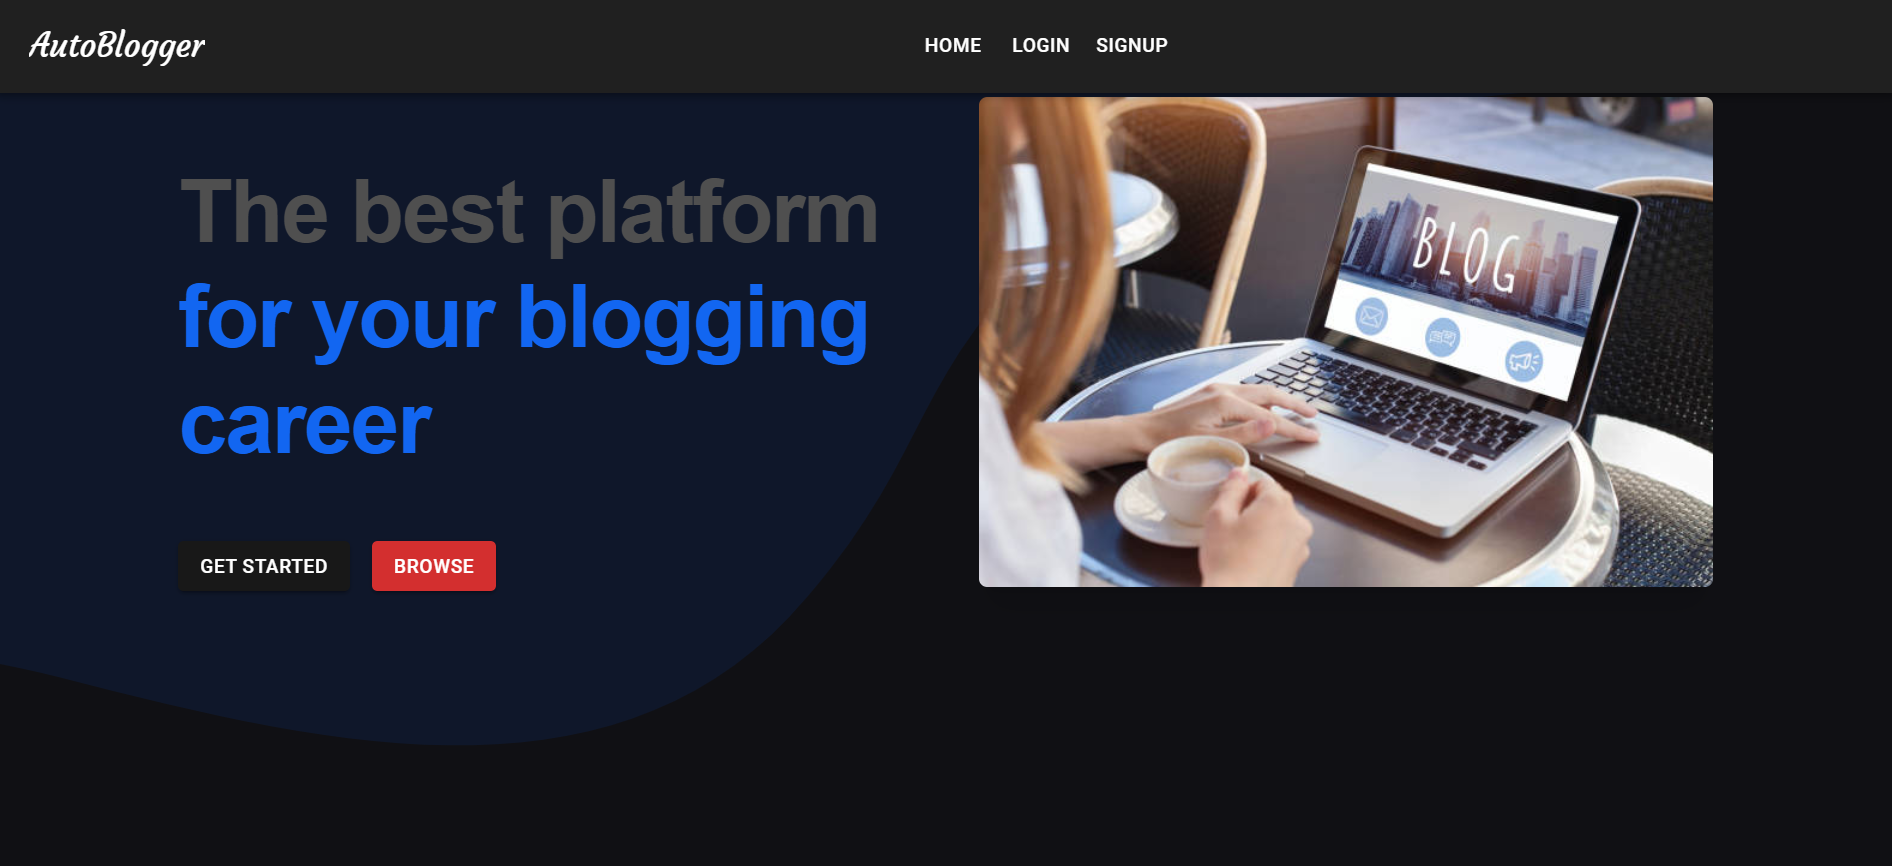 AutoBlogger
HOME LOGIN SIGNUP
The best platform
for your blogging
career
GET STARTED BROWSE
BLOG